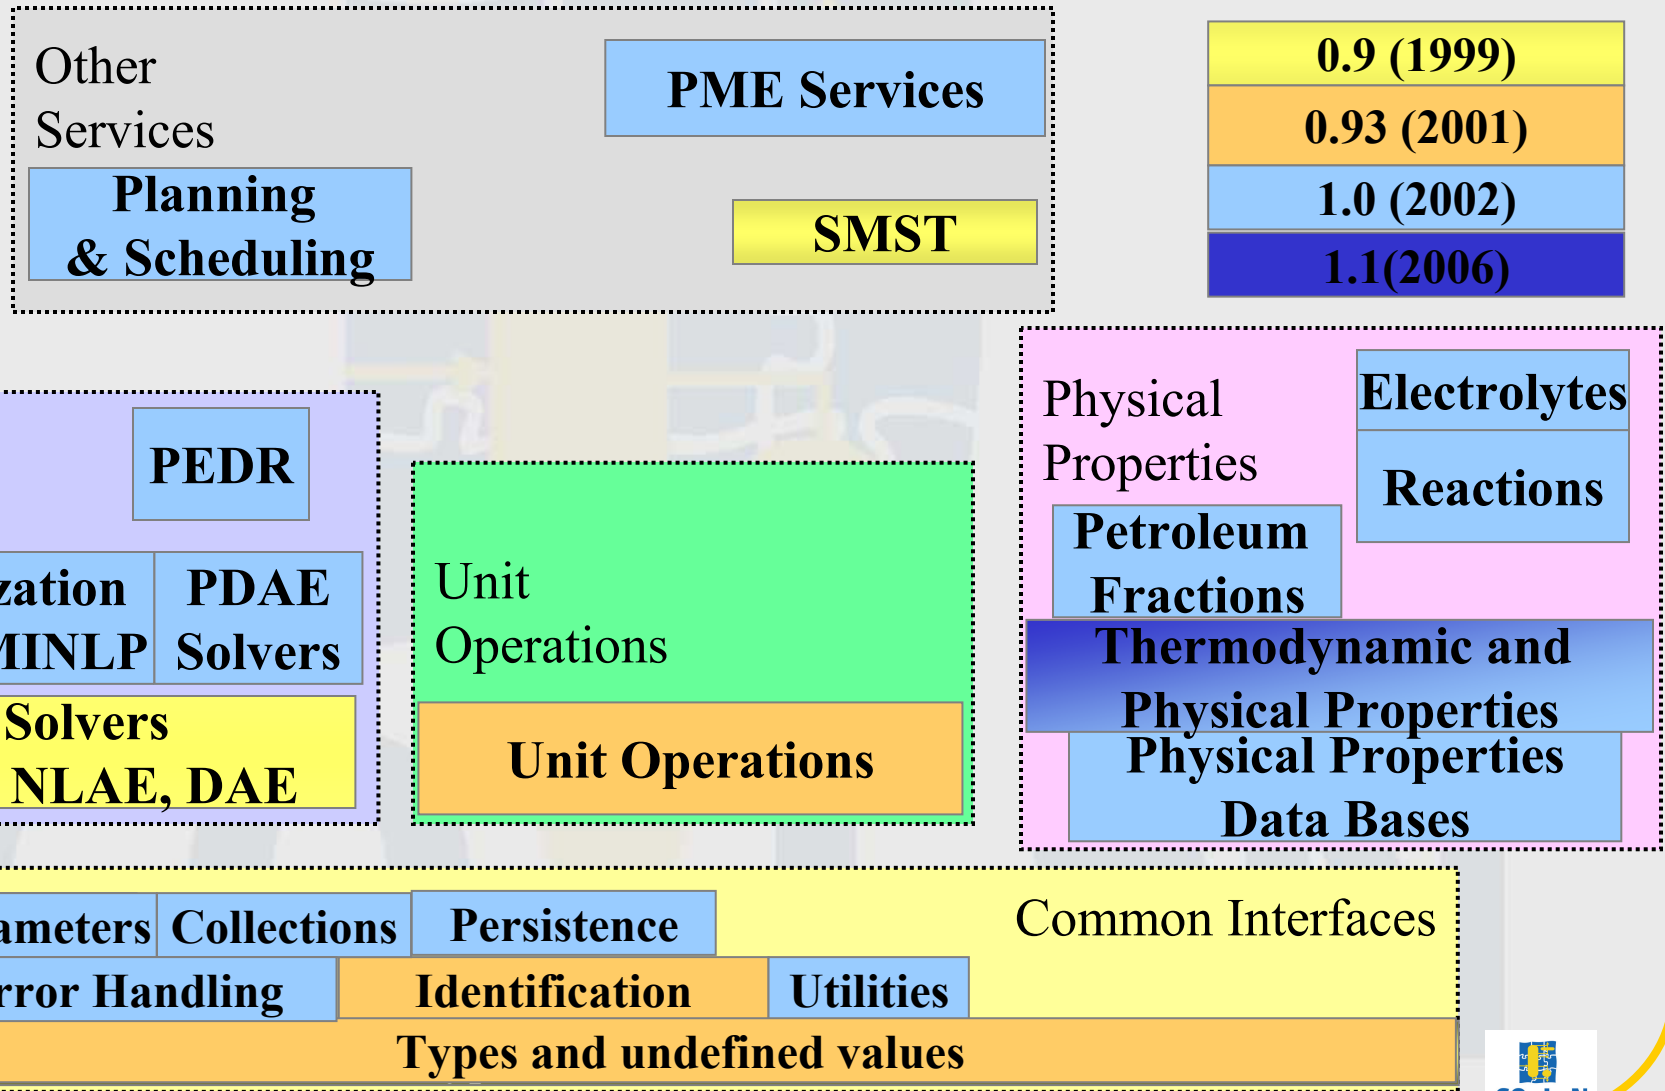 Other
Services
PME Services
Planning
& Scheduling
SMST
0.9 (1999)
0.93 (2001)
1.0 (2002)
1.1(2006)
PEDR
zation
MINLP
PDAE
Solvers
Solvers
NLAE, DAE
Unit
Operations
Unit Operations
Physical
Properties
Electrolytes
Reactions
Petroleum
Fractions
Thermodynamic and
Physical Properties
Physical Properties
Data Bases
Common Interfaces
ameters
Collections
Persistence
rror Handling
Identification
Utilities
Types and undefined values